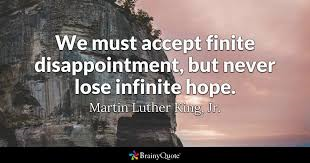 We must accept finite
disappointment, but never
lose infinite hope.
Martin Luther King, Jr.
BrainyQuote®